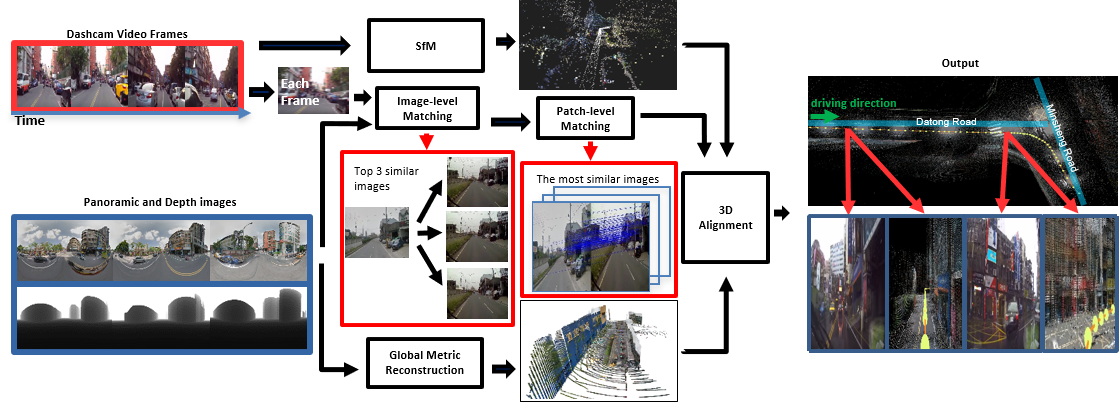 Dashcam Video Frames
Each
Frame
Time
SfM
Image-level
Matching
Patch-level
Matching
Top 3 similar
images
The most similar images
Panoramic and Depth images
Global Metric
Reconstruction
3D
Alignment
Output
driving direction
Datong Road
Minsheng Road